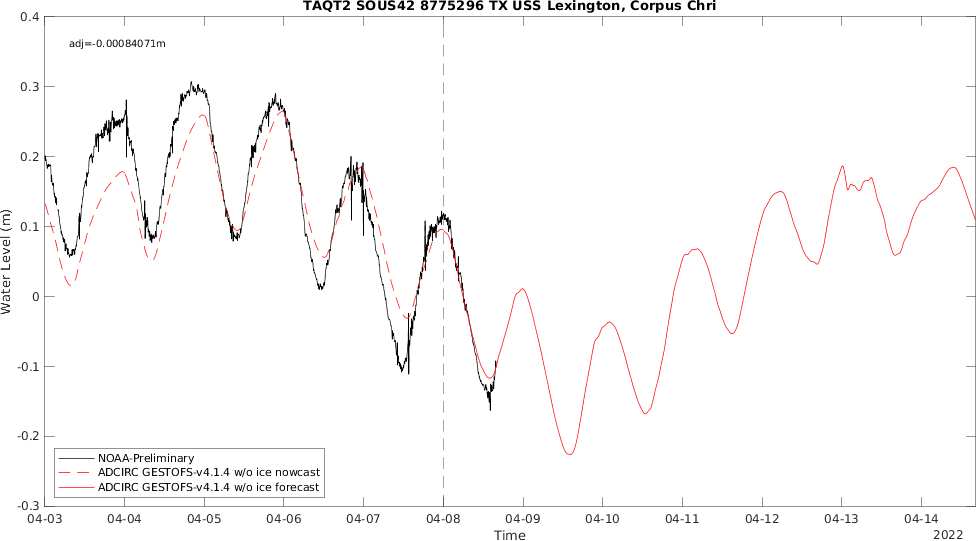 TAQT2 SOUS42 8775296 TX USS Lexington, Corpus Chri
0.4
adj=-0.00084071m
0.3
0.2
0.1
0
-0.1
-0.2
-0.3
Water Level (m)
NOAA-Preliminary
ADCIRC GESTOFS-v4.1.4 w/o ice nowcast
ADCIRC GESTOFS-v4.1.4 w/o ice forecast
04-03 04-04 04-05 04-06 04-07 04-08 04-09 04-10 04-11 04-12 04-13 04-14
Time
2022